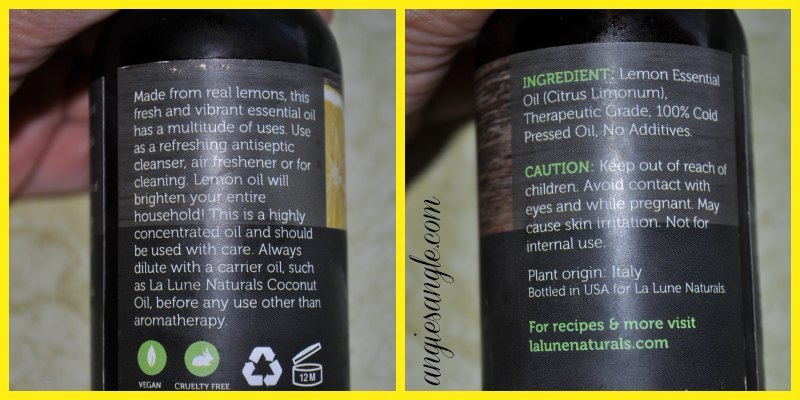 Made from real lemons, this
fresh and vibrant essential oil
has a multitude of uses. Use
as a refreshing antiseptic
cleanser, air freshener or for
cleaning. Lemon oil will
brighten your entire
household! This is a highly
concentrated oil and should
be used with care. Always
dilute with a carrier oil, such
as La Lune Naturals Coconut
Oil, before any use other than
aromatherapy.
VEGAN
CRUELTY FREE
12 M
INGREDIENT: Lemon Essential
Oil (Citrus Limonum),
Therapeutic Grade, 100% Cold
Pressed Oil, No Additives.
CAUTION: Keep out of reach of
children. Avoid contact with
eyes and while pregnant. May
cause skin irritation. Not for
internal use.
Plant origin: Italy
Bottled in USA for La Lune Naturals.
For recipes & more visit
lalunenaturals.com
angiesangle.com